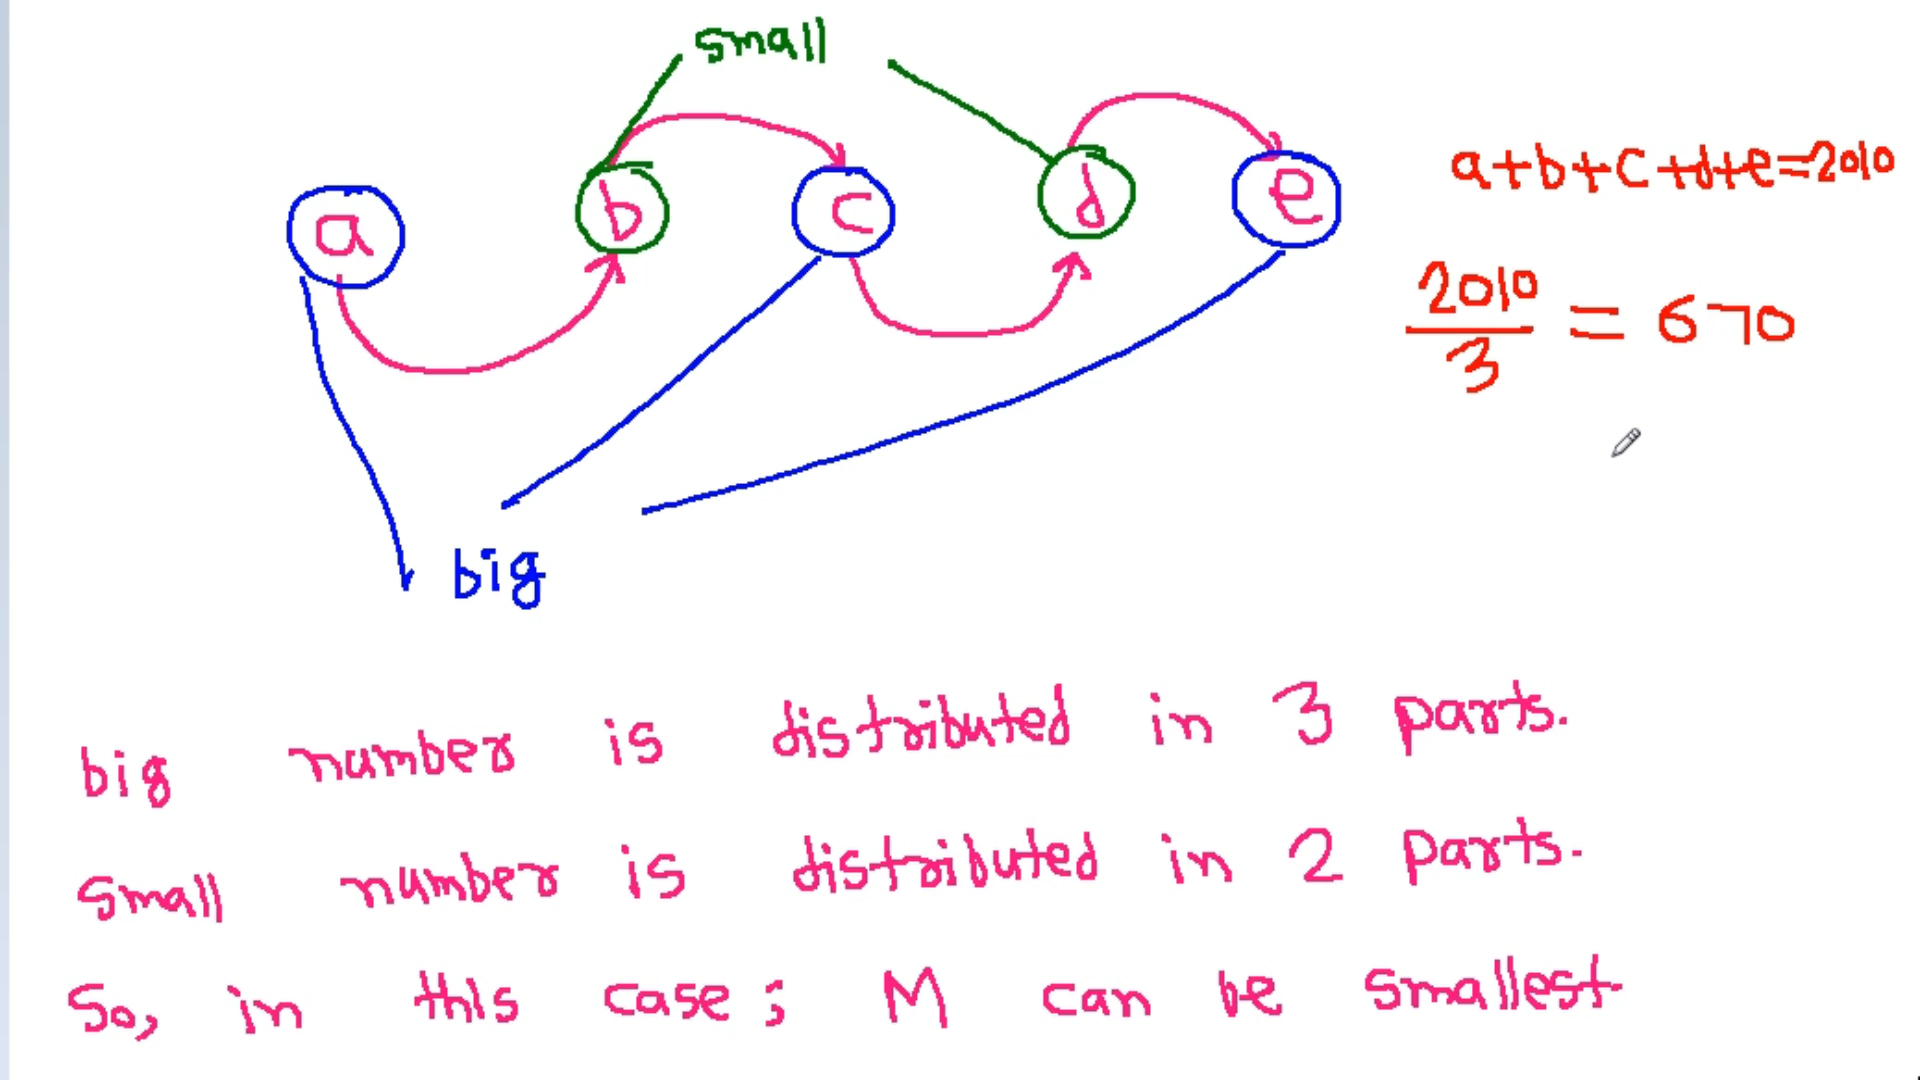 small
a b c d e
a+b+c+d+e=2010
2010/3 = 670
big
big number is distributed in 3 parts.
small number is distributed in 2 parts.
So, in this case; M can be smallest